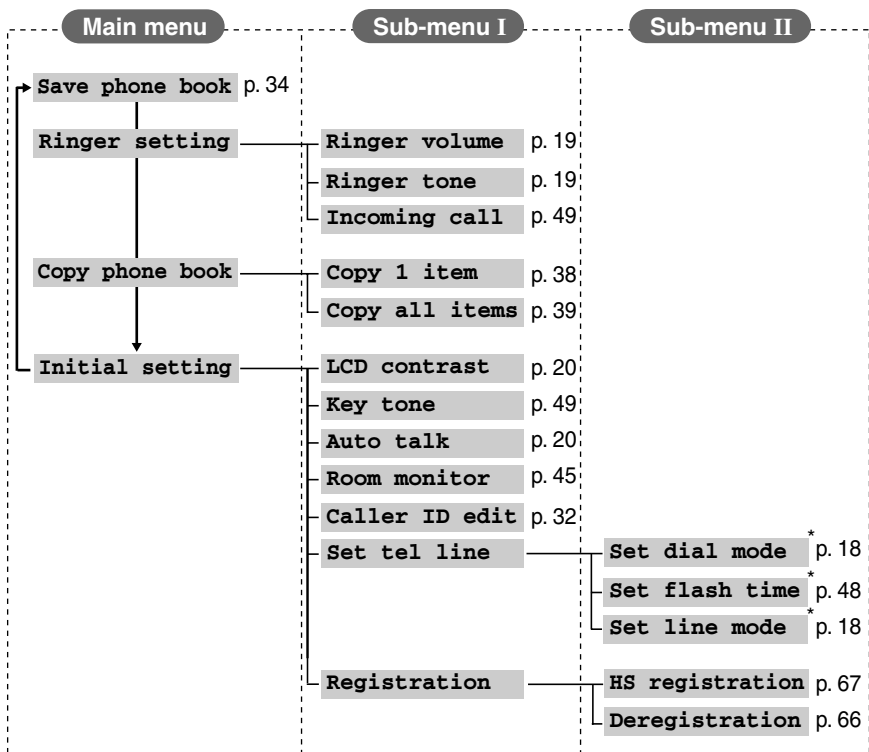 Main menu Sub-menu I Sub-menu II
Save phone book p. 34
Ringer setting Ringer volume p. 19
Ringer tone p. 19
Incoming call p. 49
Copy phone book Copy 1 item p. 38
Copy all items p. 39
Initial setting LCD contrast p. 20
Key tone p. 49
Auto talk p. 20
Room monitor p. 45
Caller ID edit p. 32
Set tel line Set dial mode * p. 18
Set flash time * p. 48
Set line mode * p. 18
Registration HS registration p. 67
Deregistration p. 66